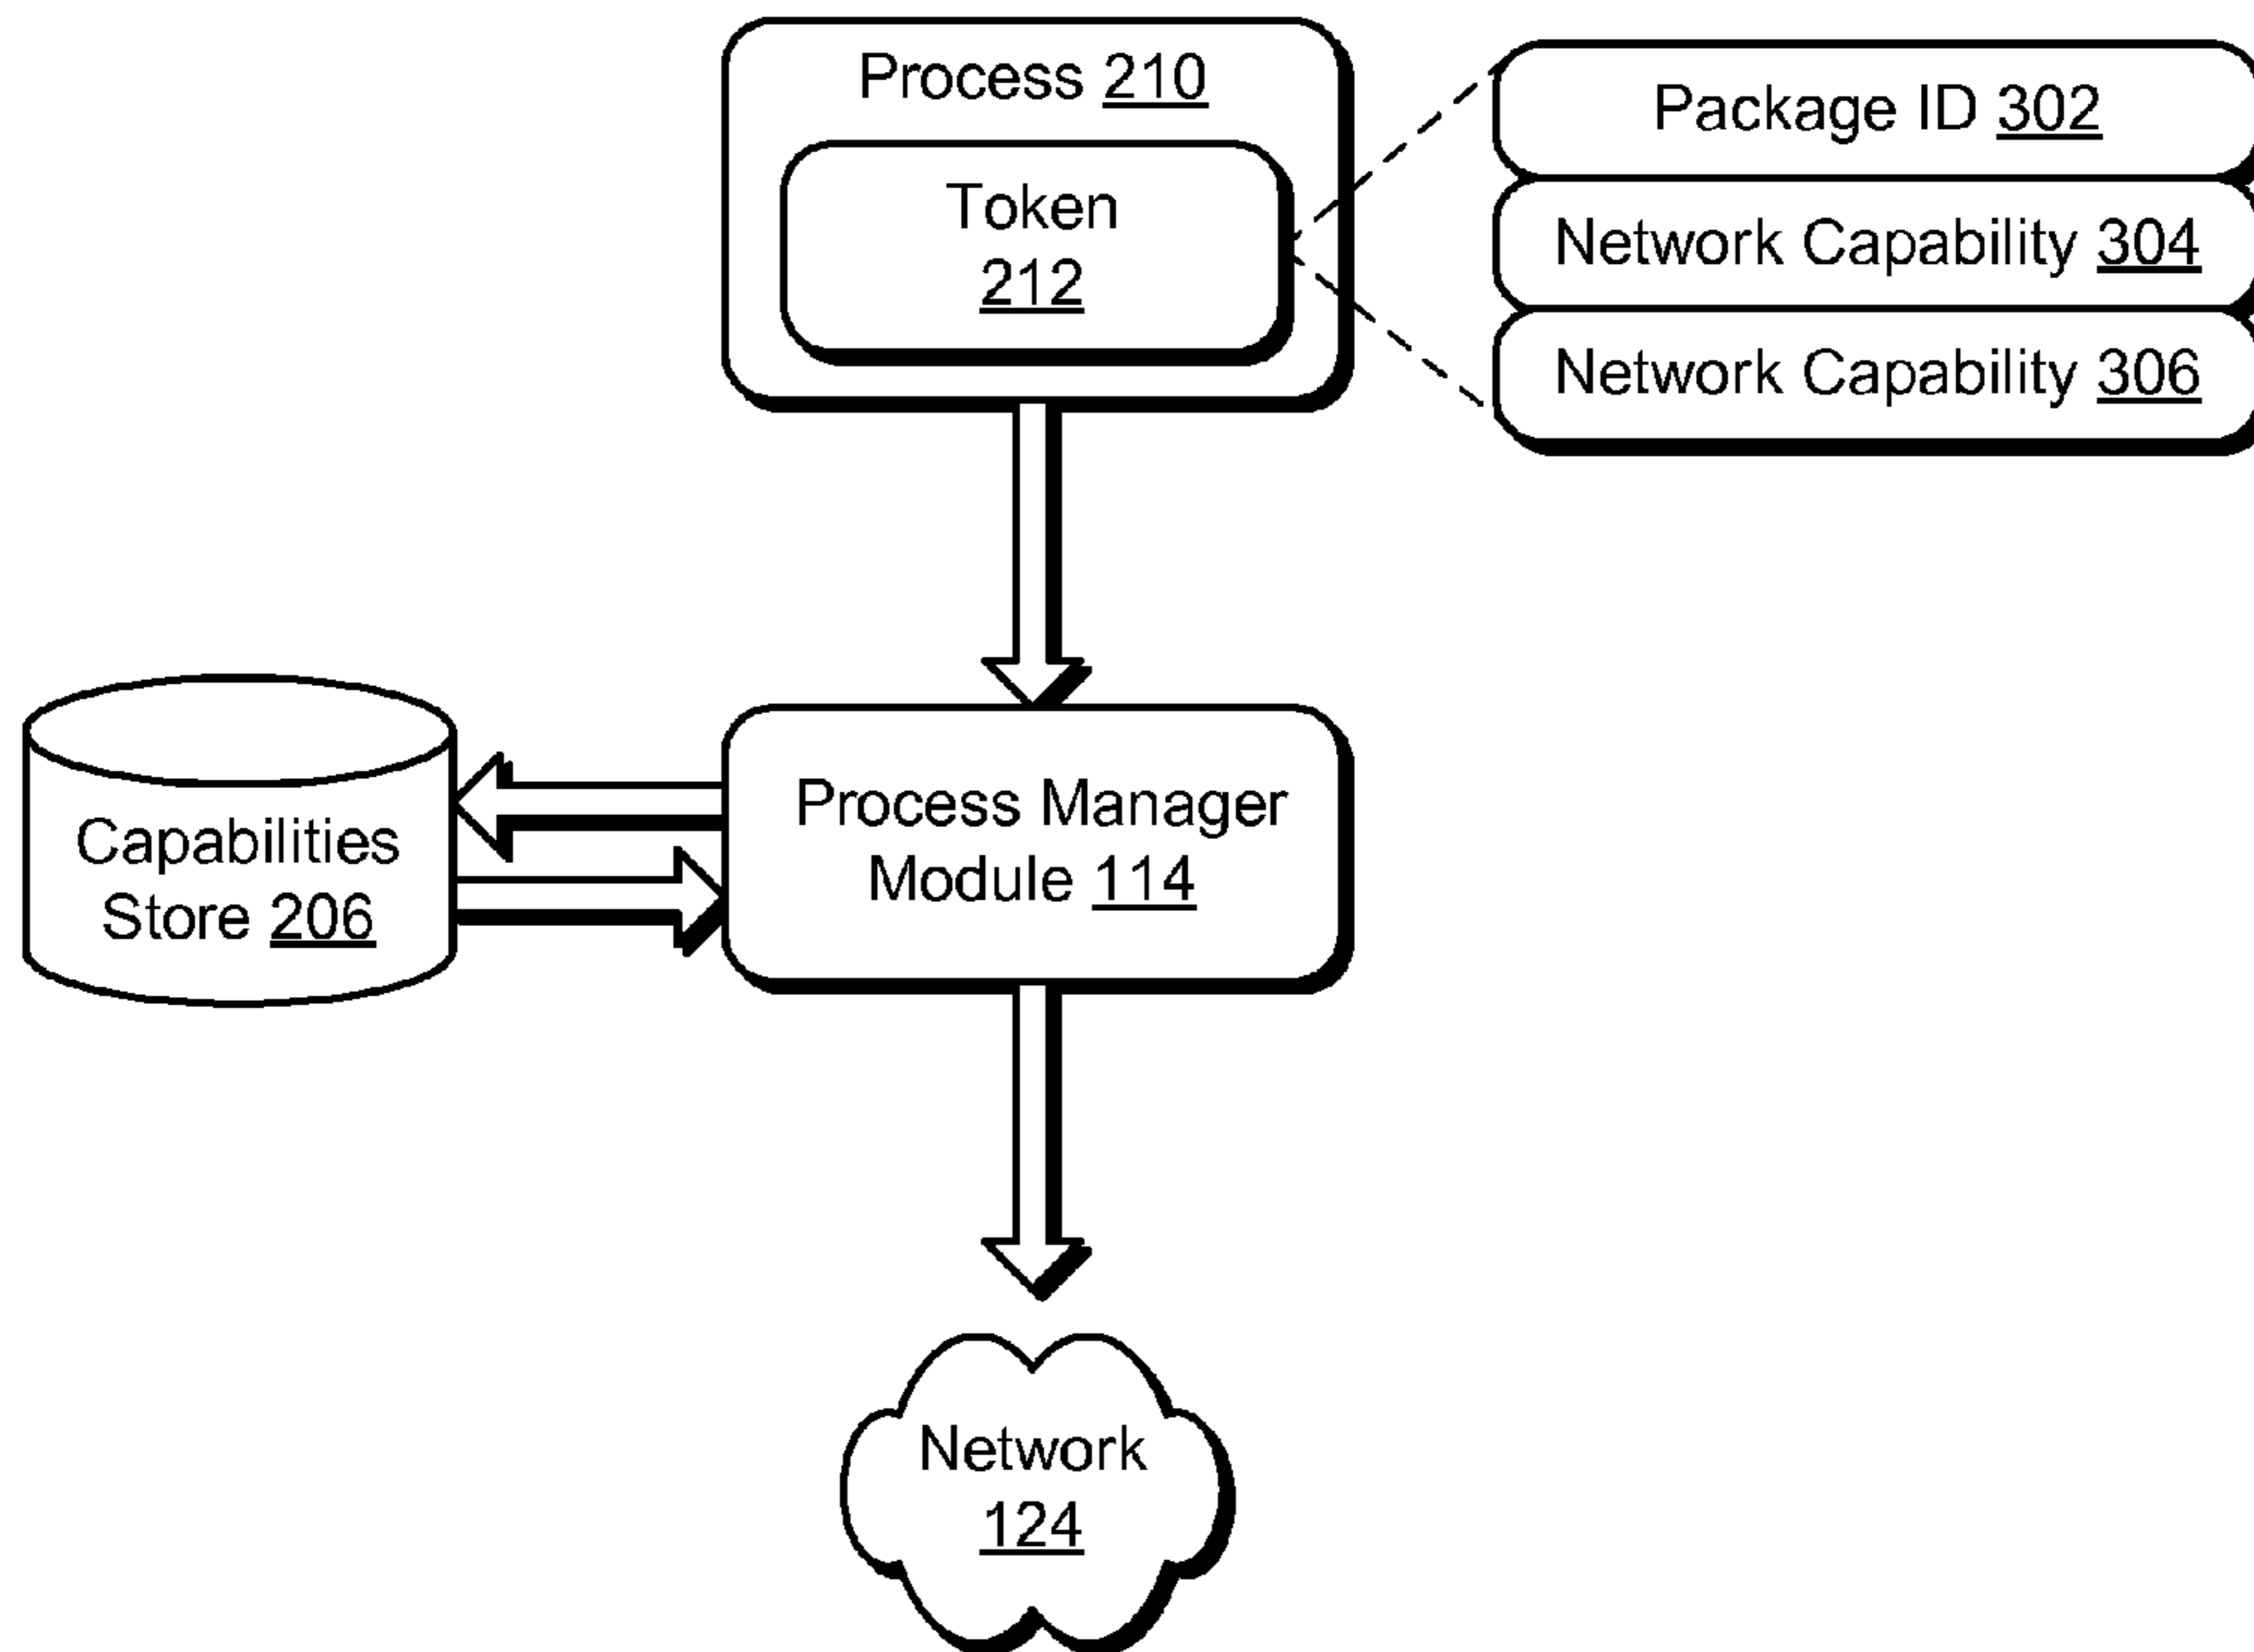 Process 210
Token
212
Package ID 302
Network Capability 304
Network Capability 306
Capabilities
Store 206
Process Manager
Module 114
Network
124